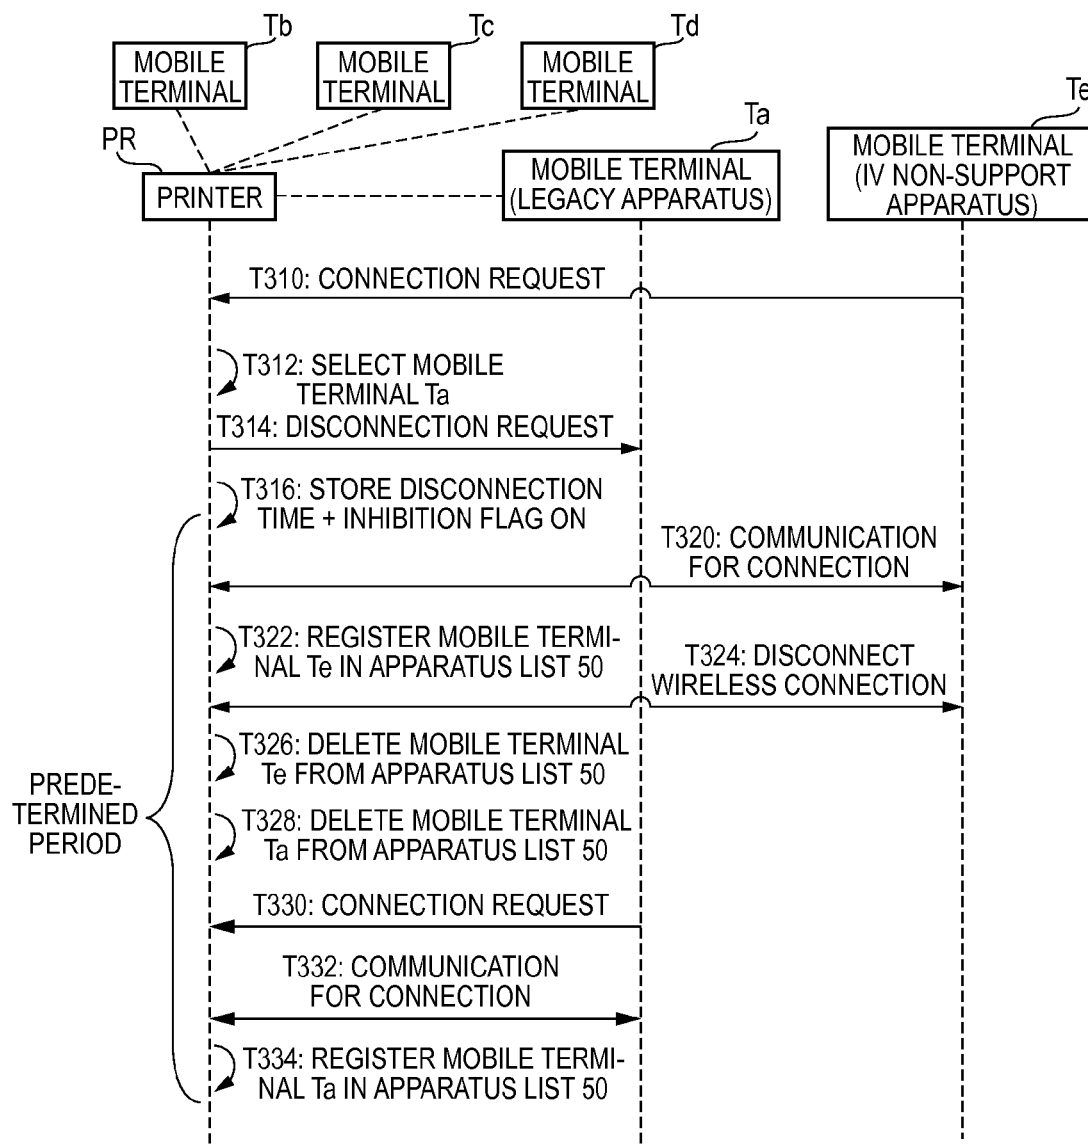 Tb
Tc
Td
MOBILE
TERMINAL
MOBILE
TERMINAL
MOBILE
TERMINAL
Ta
Te
PR
PRINTER
MOBILE TERMINAL
(LEGACY APPARATUS)
MOBILE TERMINAL
(IV NON-SUPPORT
APPARATUS)
T310: CONNECTION REQUEST
T312: SELECT MOBILE
TERMINAL Ta
T314: DISCONNECTION REQUEST
T316: STORE DISCONNECTION
TIME + INHIBITION FLAG ON
T320: COMMUNICATION
FOR CONNECTION
T322: REGISTER MOBILE TERMI-
NAL Te IN APPARATUS LIST 50
T324: DISCONNECT
WIRELESS CONNECTION
T326: DELETE MOBILE TERMINAL
Te FROM APPARATUS LIST 50
PREDE-
TERMINED
PERIOD
T328: DELETE MOBILE TERMINAL
Ta FROM APPARATUS LIST 50
T330: CONNECTION REQUEST
T332: COMMUNICATION
FOR CONNECTION
T334: REGISTER MOBILE TERMI-
NAL Ta IN APPARATUS LIST 50